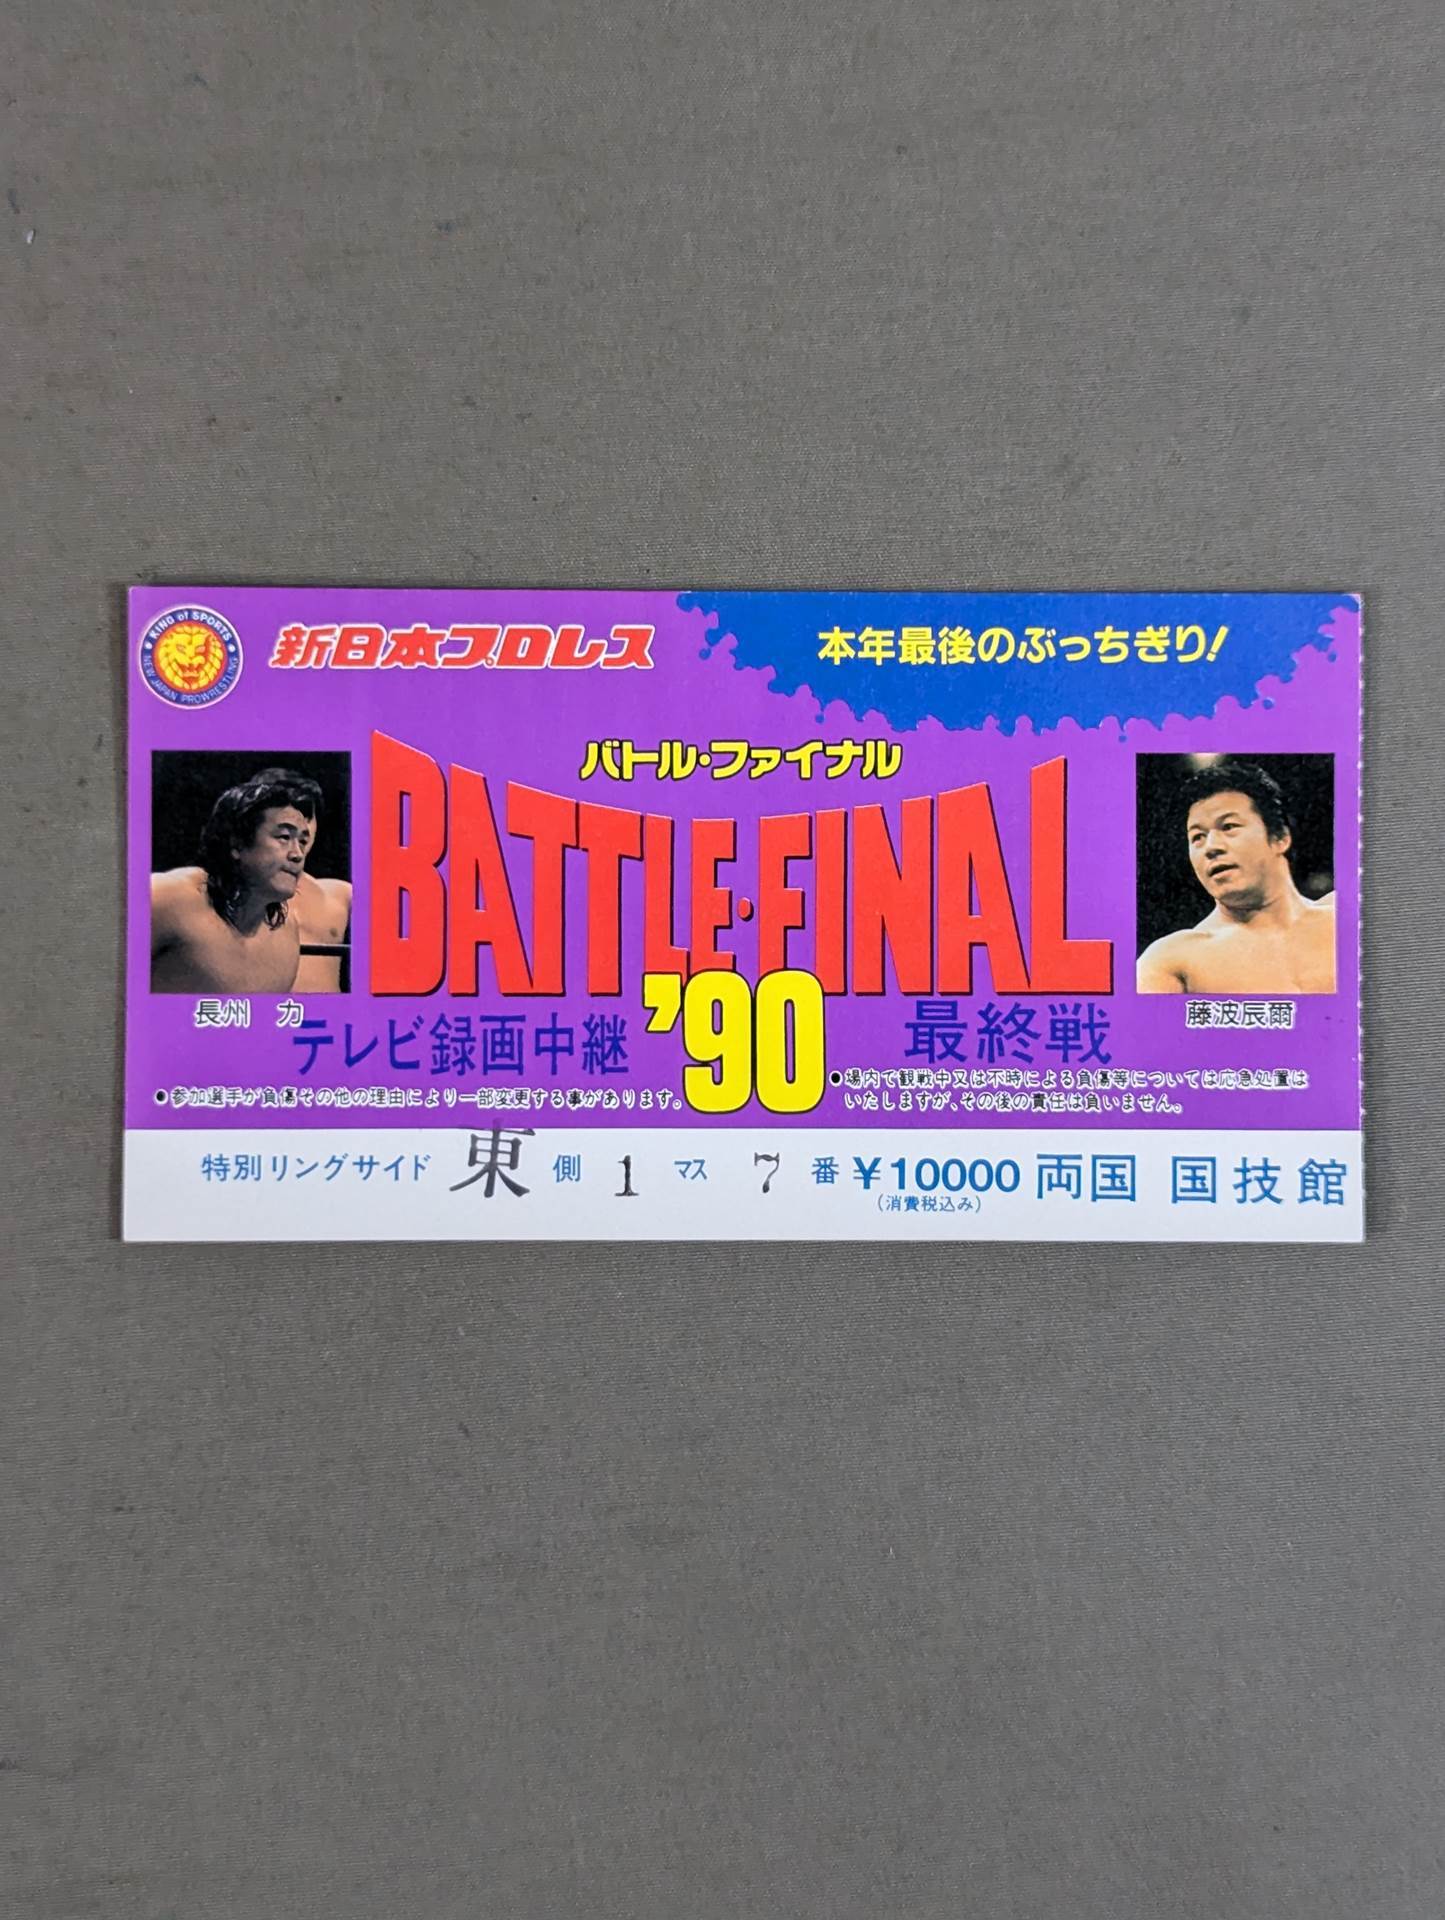 KING of SPORTS
NEW JAPAN PROWRESTLING
新日本プロレス
本年最後のぶっちぎり!
バトル・ファイナル
BATTLE・FINAL
'90
長州 力
テレビ録画中継
最終戦
藤波辰爾
●参加選手が負傷その他の理由により一部変更する事があります。
●場内で観戦中又は不時による負傷等については応急処置は
いたしますが、その後の責任は負いません。
特別リングサイド 東 側 1 マス 7 番 ¥10000 両国 国技館
(消費税込み)